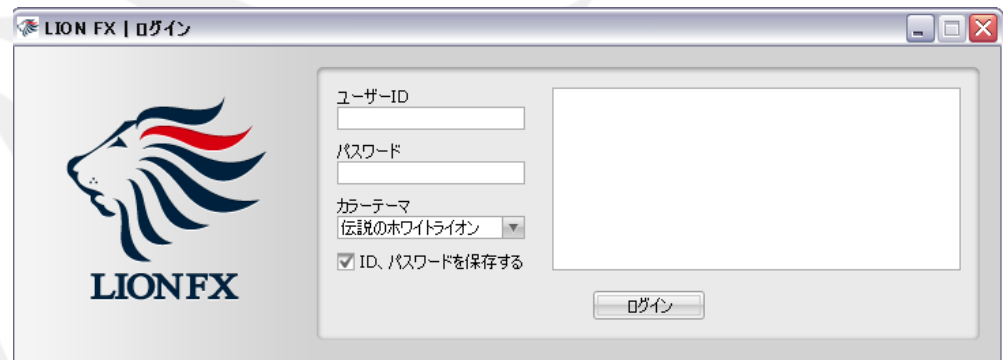 LION FX | ログイン
ユーザーID
パスワード
カラーテーマ
伝説のホワイトライオン
ID、パスワードを保存する
ログイン
LION FX